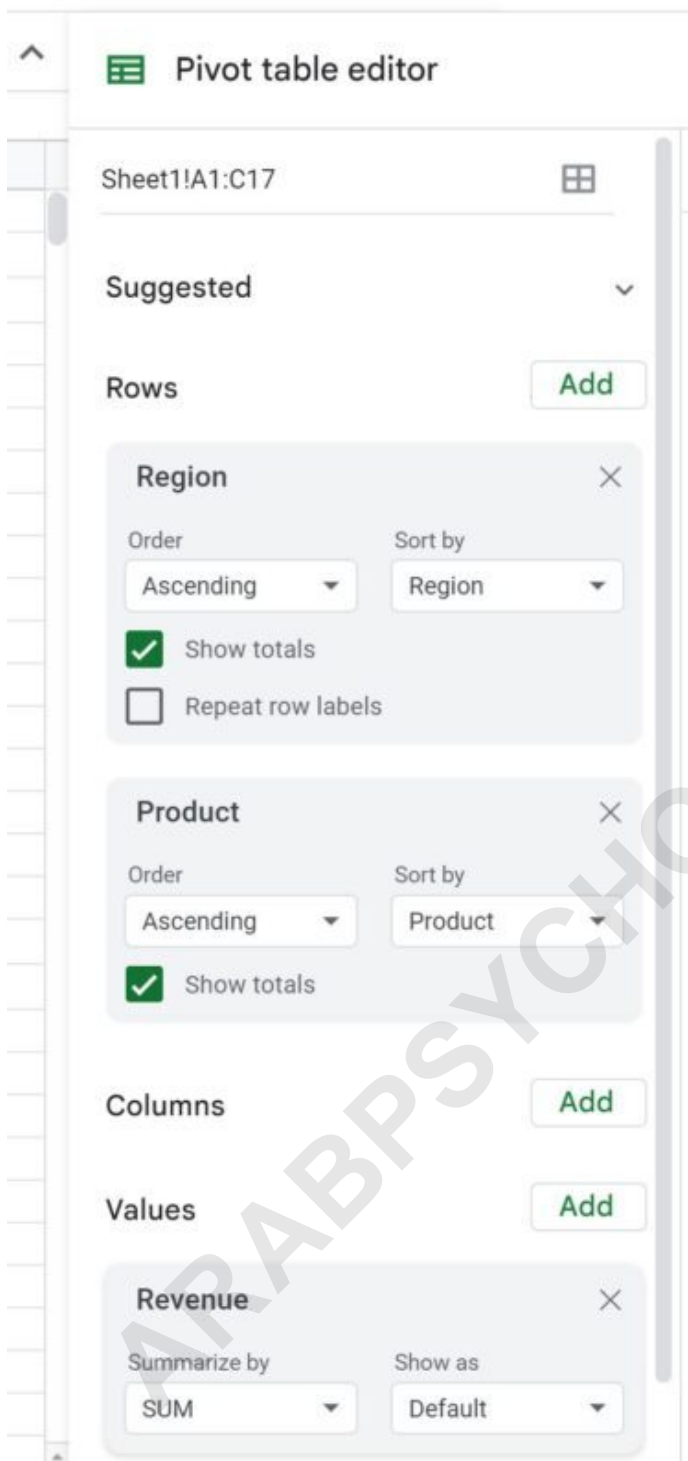 Pivot table editor
Sheet1!A1:C17
Suggested
Rows Add
Region
Order Sort by
Ascending Region
Show totals
Repeat row labels
Product
Order Sort by
Ascending Product
Show totals
Columns Add
Values Add
Revenue
Summarize by Show as
SUM Default
ARABPSYCHO